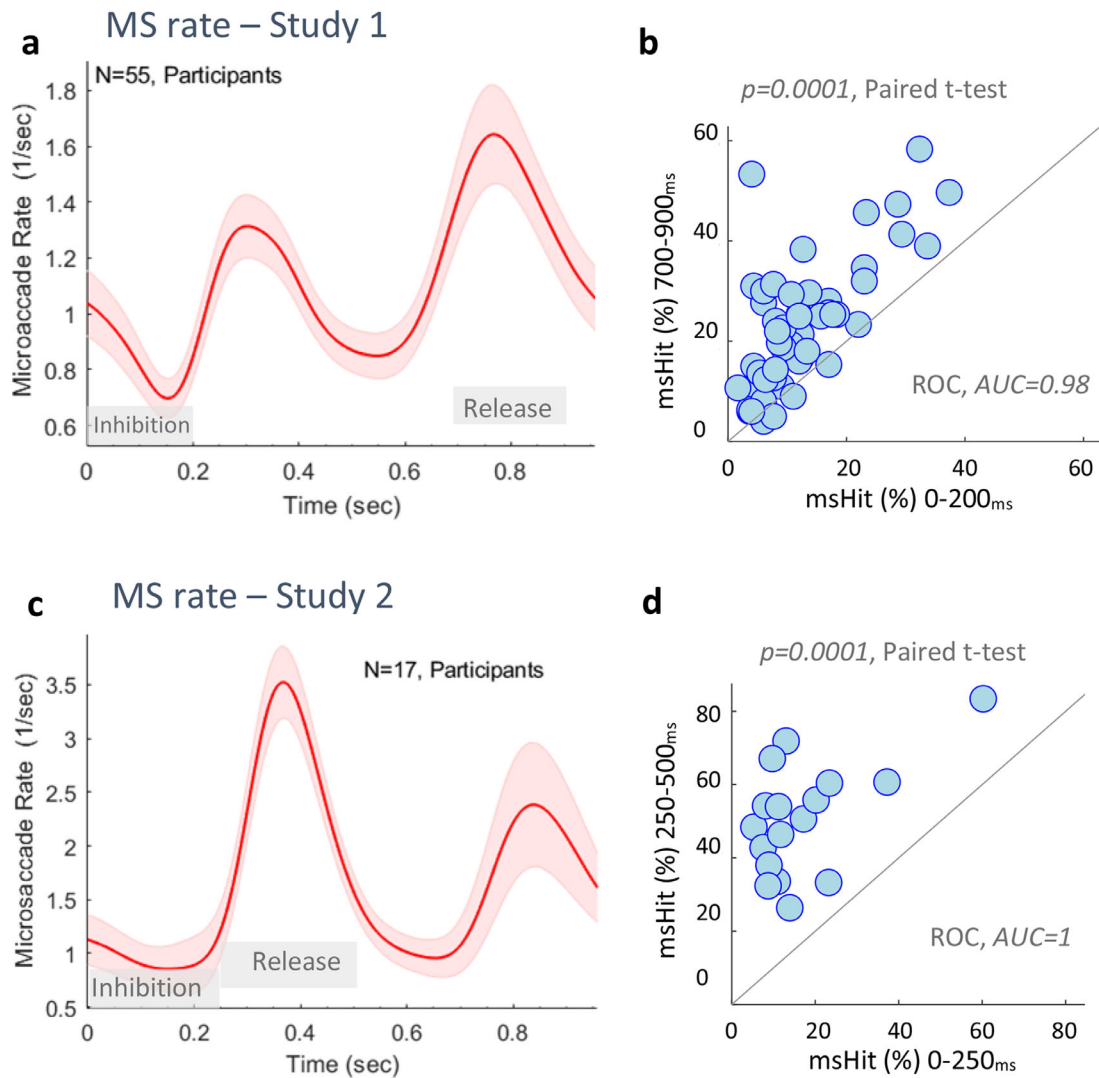 a
MS rate – Study 1
N=55, Participants
Microaccade Rate (1/sec)
1.8
1.6
1.4
1.2
1
0.8
0.6
Inhibition
Release
0 0.2 0.4 0.6 0.8
Time (sec)
b
p=0.0001, Paired t-test
msHit (%) 700-900ms
60
40
20
0
ROC, AUC=0.98
0 20 40 60
msHit (%) 0-200ms
c
MS rate – Study 2
N=17, Participants
Microsaccade Rate (1/sec)
3.5
3
2.5
2
1.5
1
0.5
Release
Inhibition
0 0.2 0.4 0.6 0.8
Time (sec)
d
p=0.0001, Paired t-test
msHit (%) 250-500ms
80
60
40
20
0
ROC, AUC=1
0 20 40 60 80
msHit (%) 0-250ms